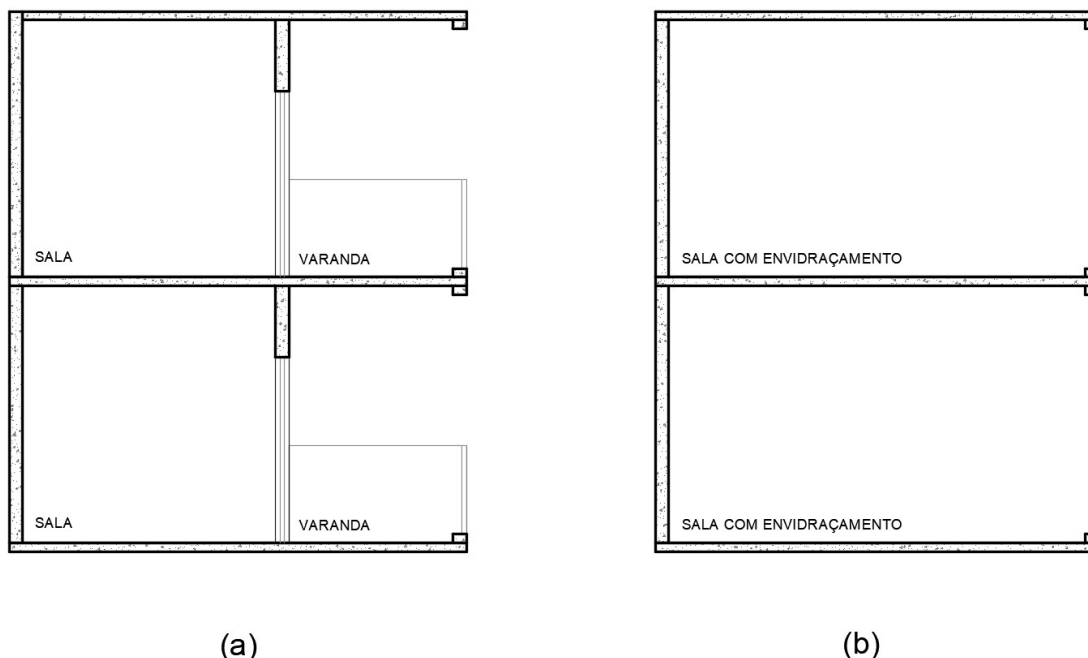 SALA
VARANDA
SALA
VARANDA
(a)
SALA COM ENVIDRAÇAMENTO
SALA COM ENVIDRAÇAMENTO
(b)